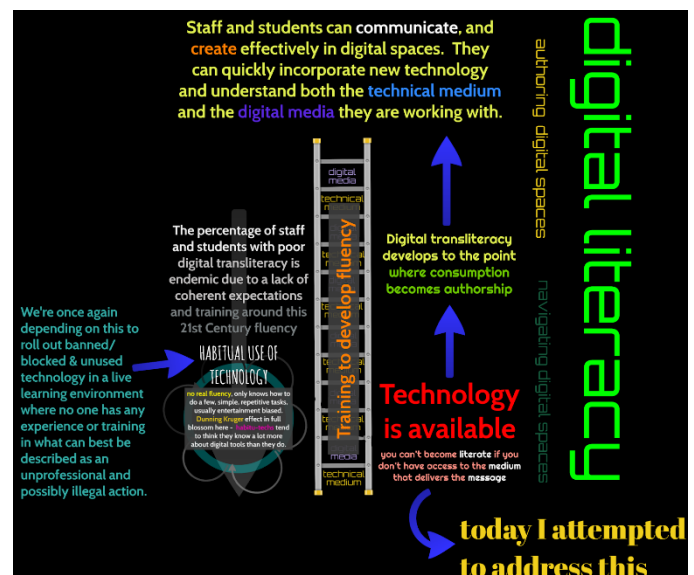 Staff and students can communicate, and
create effectively in digital spaces. They
can quickly incorporate new technology
and understand both the technical medium
and the digital media they are working with.
digital literacy
authoring digital spaces
navigating digital spaces
digital
media
technical
medium
Training to develop fluency
media
technical
medium
The percentage of staff
and students with poor
digital transliteracy is
endemic due to a lack of
coherent expectations
and training around this
21st Century fluency
Digital transliteracy
develops to the point
where consumption
becomes authorship
We're once again
depending on this to
roll out banned/
blocked & unused
technology in a live
learning environment
where no one has any
experience or training
in what can best be
described as an
unprofessional and
possibly illegal action.
HABITUAL USE OF
TECHNOLOGY
no real fluency, only knows how to
do a few, simple, repetitive tasks,
usually entertainment biased.
Dunning Kruger effect in full
blossom here - tend
to think they know a lot more
about digital tools than they do.
Technology
is available
you can't become literate if you
don't have access to the medium
that delivers the message
today I attempted
to address this